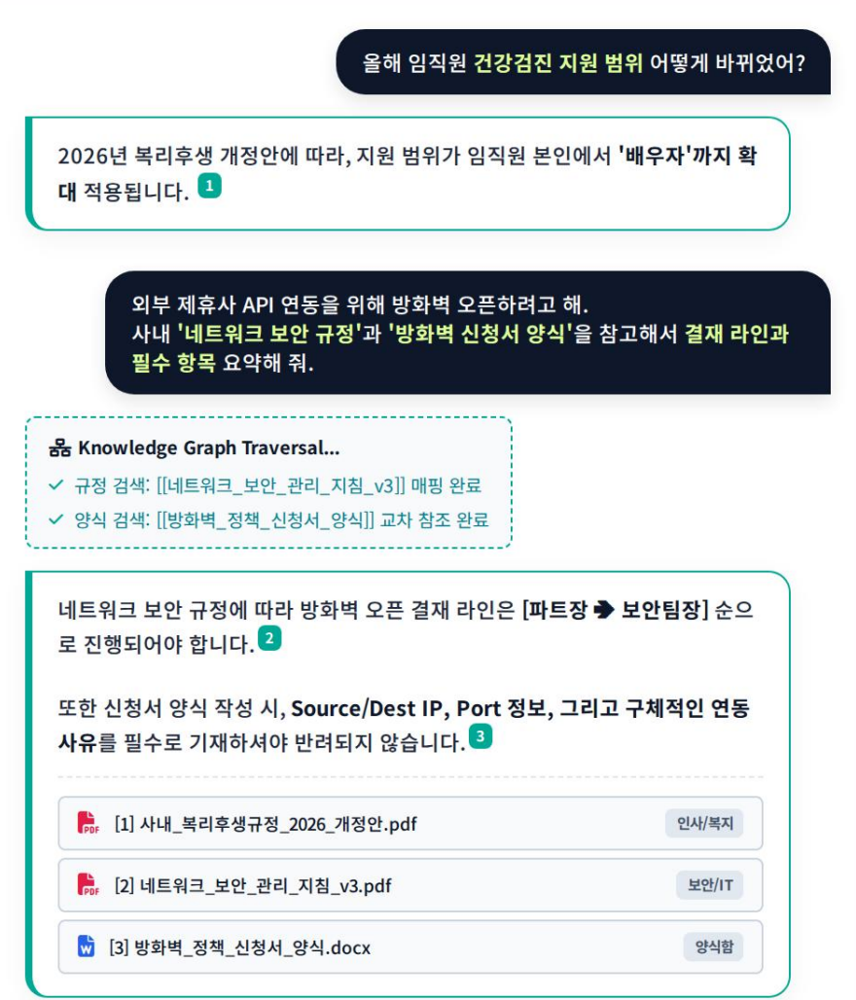 올해 임직원 건강검진 지원 범위 어떻게 바뀌었어?
2026년 복리후생 개정안에 따라, 지원 범위가 임직원 본인에서 '배우자'까지 확
대 적용됩니다. 1
외부 제휴사 API 연동을 위해 방화벽 오픈하려고 해.
사내 '네트워크 보안 규정'과 '방화벽 신청서 양식'을 참고해서 결재 라인과
필수 항목 요약해 줘.
Knowledge Graph Traversal...
✓ 규정 검색: [[네트워크_보안_관리_지침_v3]] 매핑 완료
✓ 양식 검색: [[방화벽_정책_신청서_양식]] 교차 참조 완료
네트워크 보안 규정에 따라 방화벽 오픈 결재 라인은 [파트장 🡺 보안팀장] 순으
로 진행되어야 합니다. 2
또한 신청서 양식 작성 시, Source/Dest IP, Port 정보, 그리고 구체적인 연동
사유를 필수로 기재하셔야 반려되지 않습니다. 3
PDF [1] 사내_복리후생규정_2026_개정안.pdf 인사/복지
PDF [2] 네트워크_보안_관리_지침_v3.pdf 보안/IT
W [3] 방화벽_정책_신청서_양식.docx 양식함